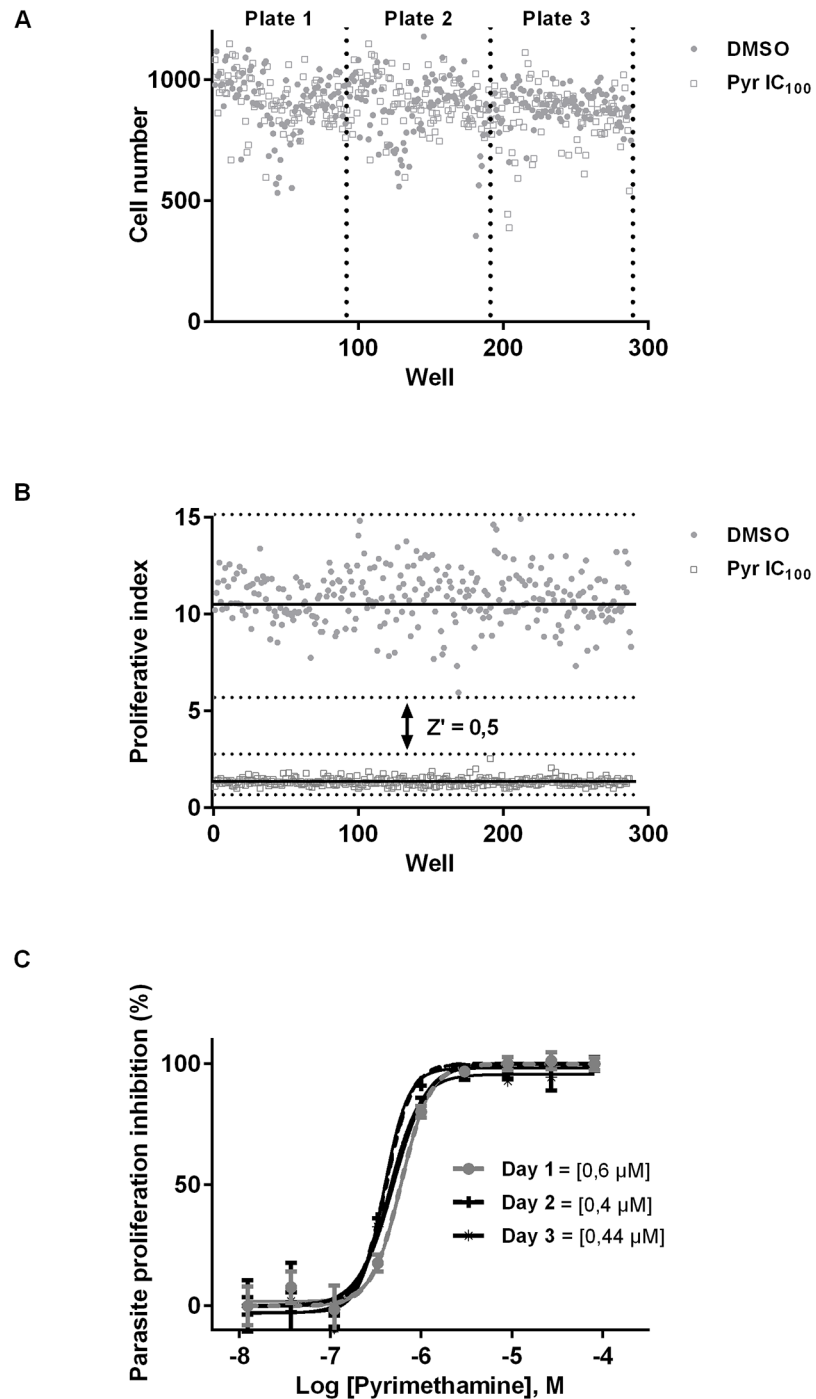 A
Plate 1 Plate 2 Plate 3
DMSO
Pyr IC100
Cell number
1000
500
0
100 200 300
Well
B
DMSO
Pyr IC100
Proliferative index
15
10
5
0
Z' = 0,5
0 100 200 300
Well
C
Parasite proliferation inhibition (%)
100
50
0
Day 1 = [0,6 µM]
Day 2 = [0,4 µM]
Day 3 = [0,44 µM]
-8 -7 -6 -5 -4
Log [Pyrimethamine], M